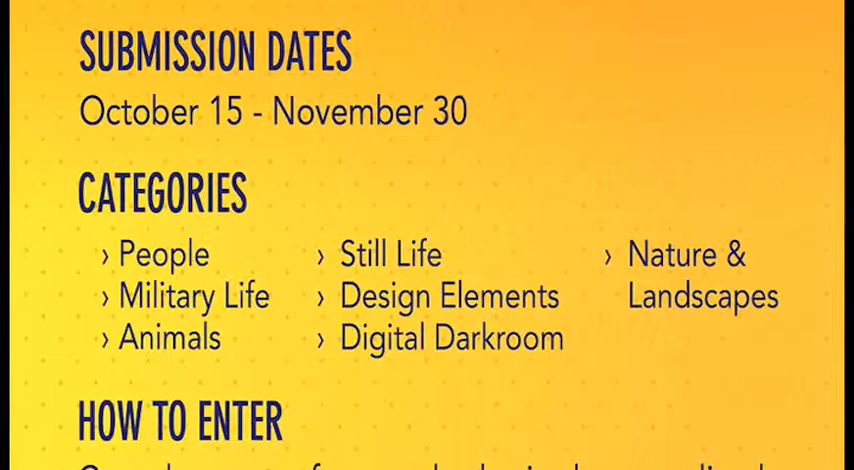 SUBMISSION DATES
October 15 - November 30
CATEGORIES
› People
› Military Life
› Animals
› Still Life
› Design Elements
› Digital Darkroom
› Nature &
Landscapes
HOW TO ENTER